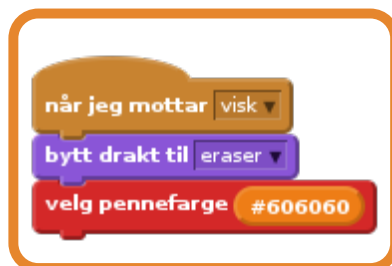 når jeg mottar visk
bytt drakt til eraser
velg pennefarge #606060